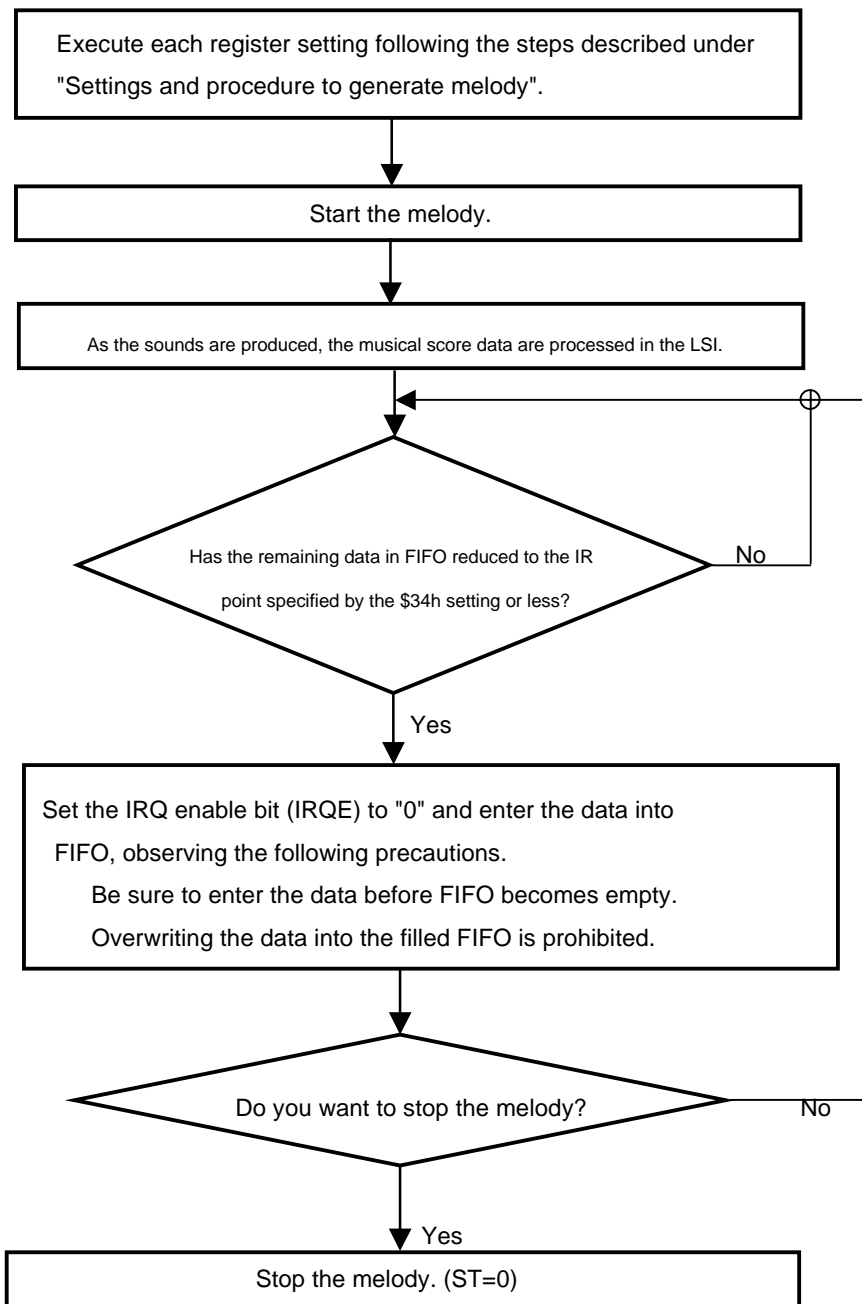 Execute each register setting following the steps described under
"Settings and procedure to generate melody".
Start the melody.
As the sounds are produced, the musical score data are processed in the LSI.
Has the remaining data in FIFO reduced to the IR
point specified by the $34h setting or less?
No
Yes
Set the IRQ enable bit (IRQE) to "0" and enter the data into
FIFO, observing the following precautions.
Be sure to enter the data before FIFO becomes empty.
Overwriting the data into the filled FIFO is prohibited.
Do you want to stop the melody?
No
Yes
Stop the melody. (ST=0)